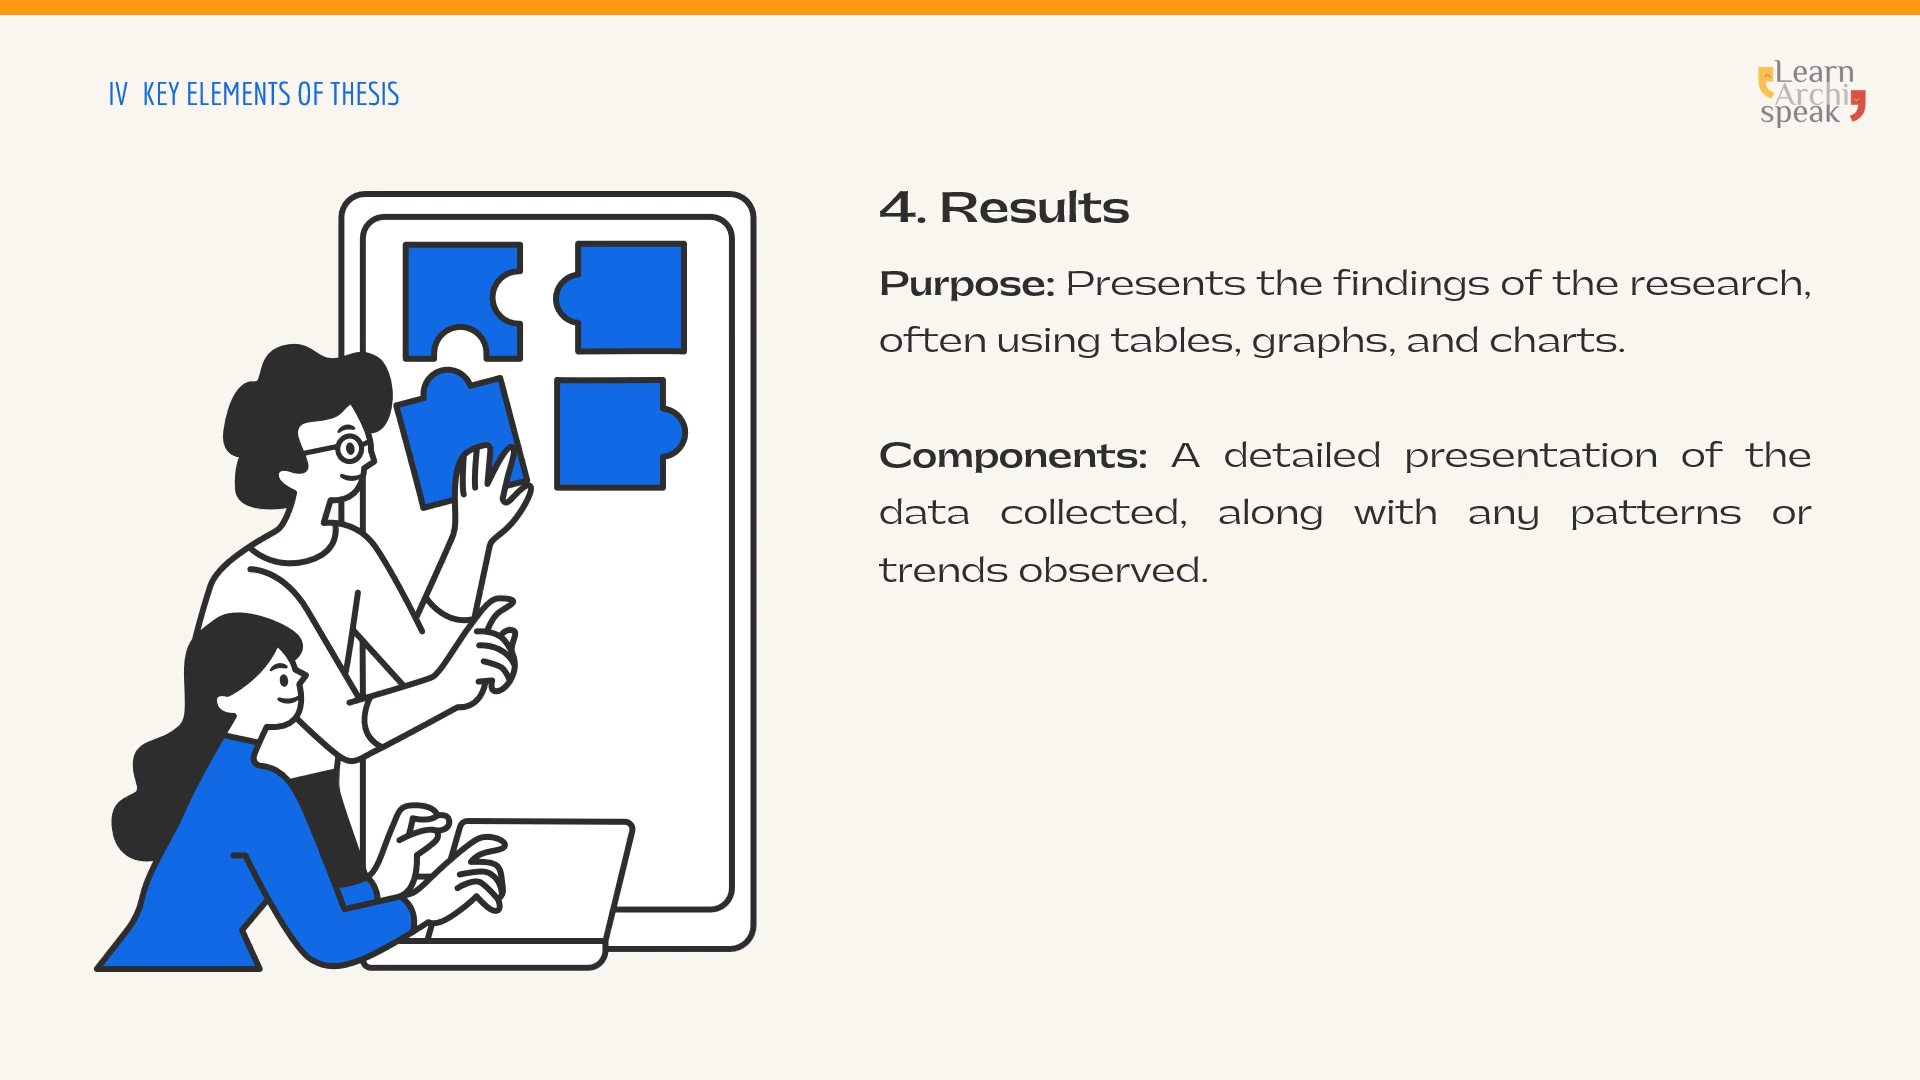 IV KEY ELEMENTS OF THESIS
Learn
Archi
speak
4. Results
Purpose: Presents the findings of the research,
often using tables, graphs, and charts.
Components: A detailed presentation of the
data collected, along with any patterns or
trends observed.